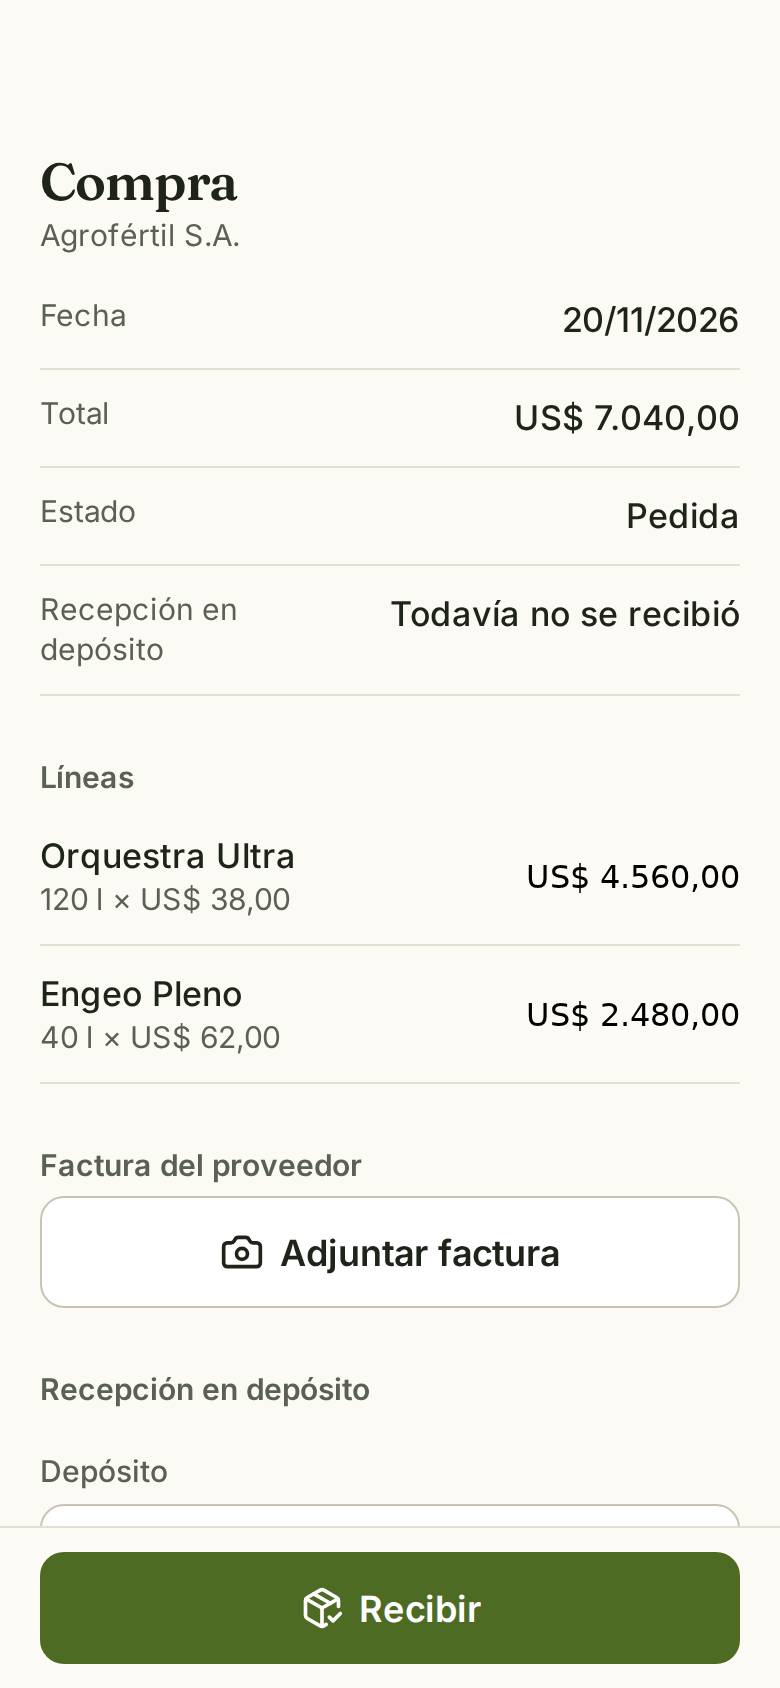 Compra
Agrofértil S.A.
Fecha
20/11/2026
Total
US$ 7.040,00
Estado
Pedida
Recepción en depósito
Todavía no se recibió
Líneas
Orquestra Ultra
120 l × US$ 38,00
US$ 4.560,00
Engeo Pleno
40 l × US$ 62,00
US$ 2.480,00
Factura del proveedor
Adjuntar factura
Recepción en depósito
Depósito
Recibir